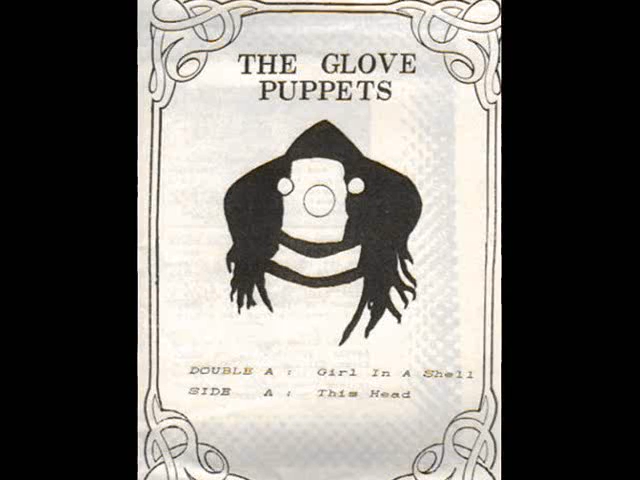 THE GLOVE
PUPPETS
DOUBLE A : Girl In A Shell
SIDE A : This Head